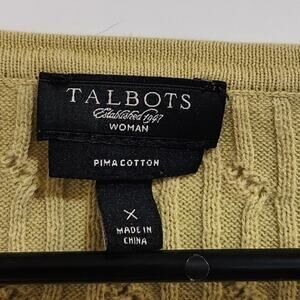 TALBOTS
Established 1947
WOMAN
PIMA COTTON
X
MADE IN
CHINA